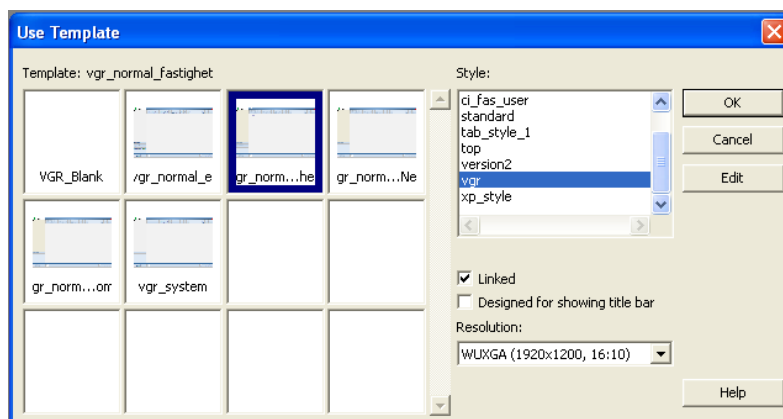 Use Template
Template: vgr_normal_fastighet
Style:
VGR_Blank
vgr_normal_e
gr_norm...he
gr_norm...Ne
gr_norm...om
vgr_system
ci_fas_user
standard
tab_style_1
top
version2
vgr
xp_style
OK
Cancel
Edit
Linked
Designed for showing title bar
Resolution:
WUXGA (1920x1200, 16:10)
Help